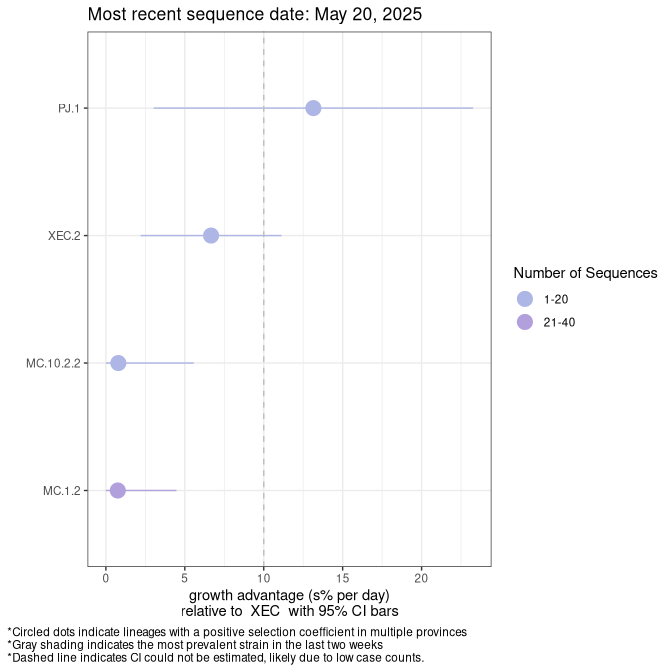 Most recent sequence date: May 20, 2025
PJ.1
XEC.2
MC.10.2.2
MC.1.2
0 5 10 15 20
growth advantage (s% per day)
relative to XEC with 95% CI bars
Number of Sequences
1-20
21-40
*Circled dots indicate lineages with a positive selection coefficient in multiple provinces
*Gray shading indicates the most prevalent strain in the last two weeks
*Dashed line indicates CI could not be estimated, likely due to low case counts.